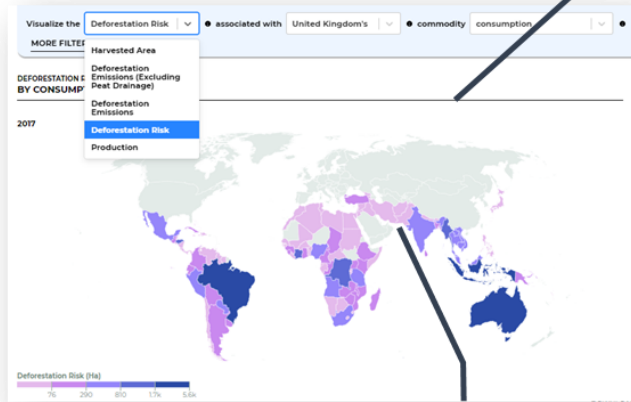 Visualize the Deforestation Risk associated with United Kingdom's commodity consumption
MORE FILTER
Harvested Area
Deforestation
Emissions (Excluding
Peat Drainage)
Deforestation
Emissions
Deforestation Risk
Production
DEFORESTATION R
BY CONSUMP
2017
Deforestation Risk (Ha)
76 290 810 1.7k 5.6k